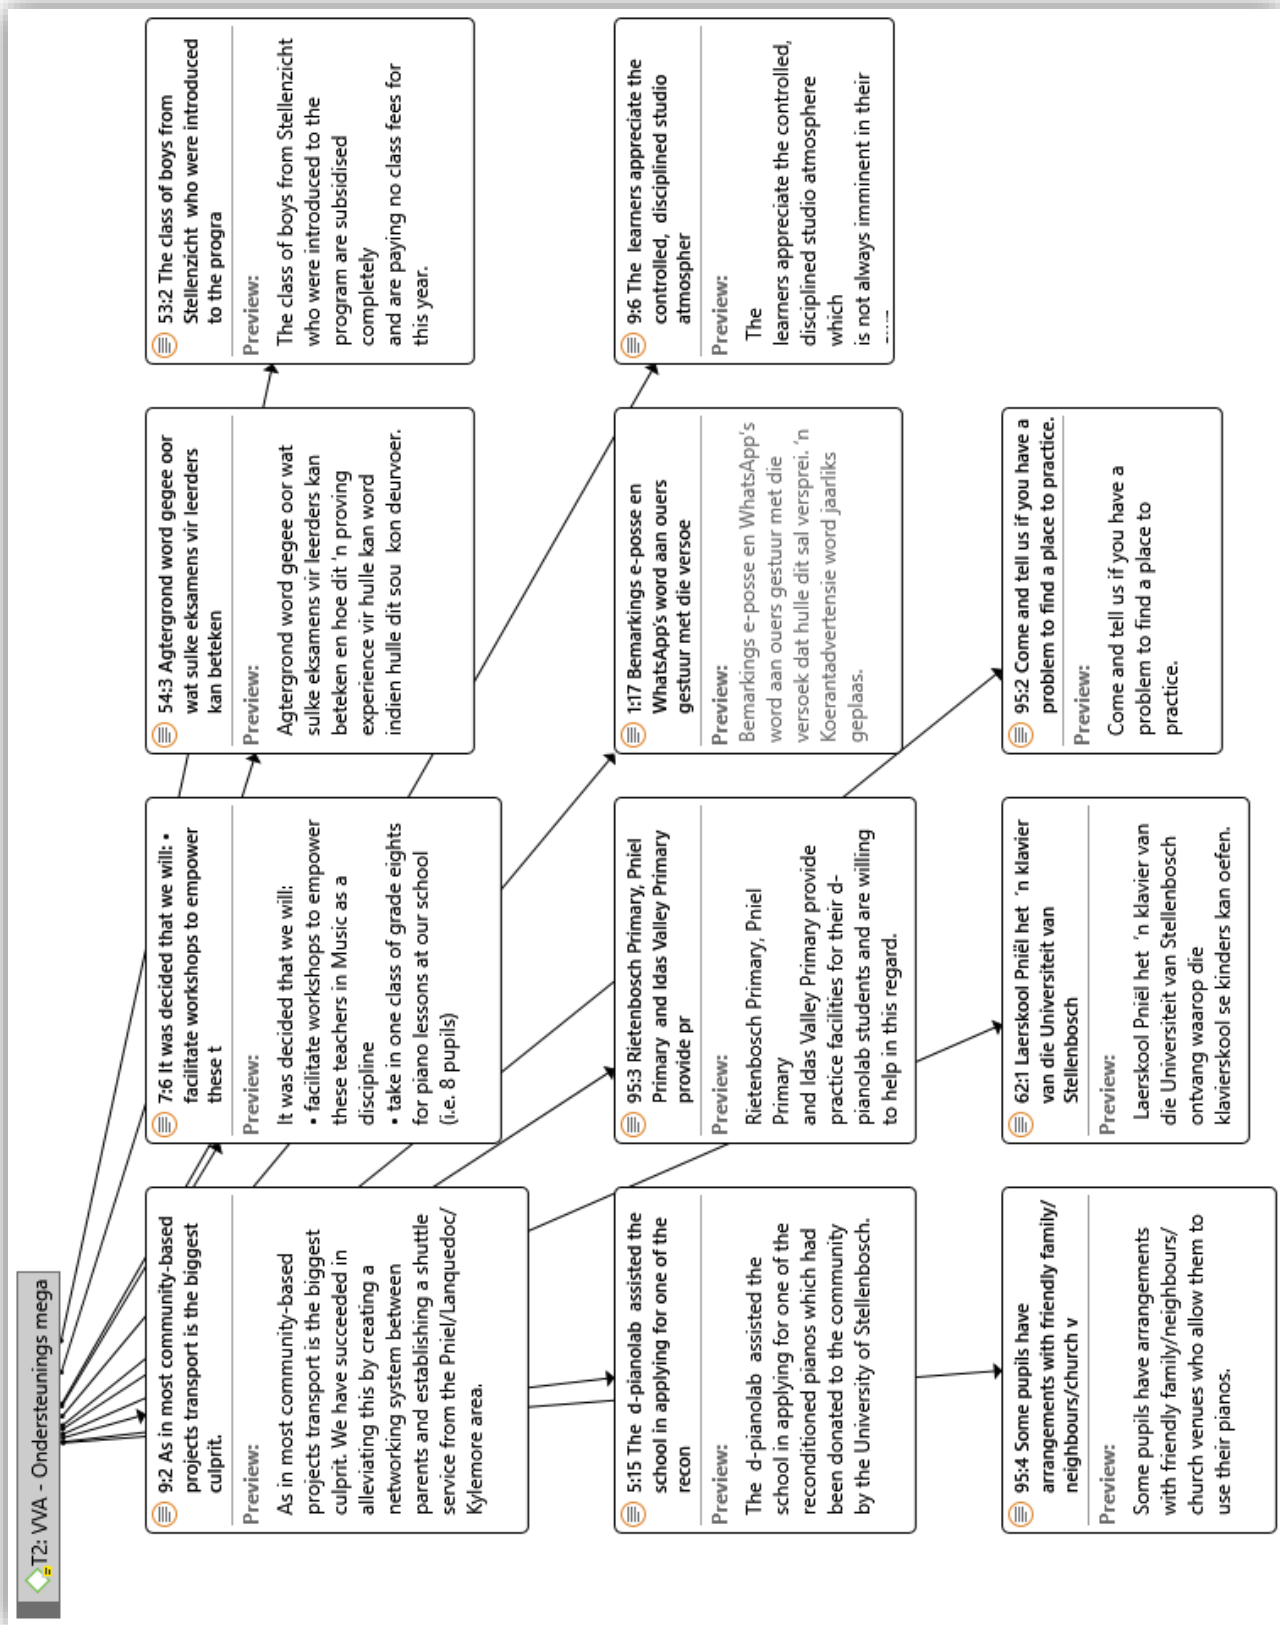 T2: VVA - Ondersteunings mega
9:2 As in most community-based
projects transport is the biggest
culprit.
Preview:
As in most community-based
projects transport is the biggest
culprit. We have succeeded in
alleviating this by creating a
networking system between
parents and establishing a shuttle
service from the Pniel/Lanquedoc/
Kylemore area.
7:6 It was decided that we will: •
facilitate workshops to empower
these t
Preview:
It was decided that we will:
• facilitate workshops to empower
these teachers in Music as a
discipline
• take in one class of grade eights
for piano lessons at our school
(i.e. 8 pupils)
54:3 Agtergrond word gegee oor
wat sulke eksamens vir leerders
kan beteken
Preview:
Agtergrond word gegee oor wat
sulke eksamens vir leerders kan
beteken en hoe dit 'n proving
experience vir hulle kan word
indien hulle dit sou kon deurvoer.
53:2 The class of boys from
Stellenzicht who were introduced
to the progra
Preview:
The class of boys from Stellenzicht
who were introduced to the
program are subsidised
completely
and are paying no class fees for
this year.
5:15 The d-pianolab assisted the
school in applying for one of the
recon
Preview:
The d-pianolab assisted the
school in applying for one of the
reconditioned pianos which had
been donated to the community
by the University of Stellenbosch.
95:3 Rietenbosch Primary, Pniel
Primary and Idas Valley Primary
provide pr
Preview:
Rietenbosch Primary, Pniel
Primary
and Idas Valley Primary provide
practice facilities for their d-
pianolab students and are willing
to help in this regard.
1:17 Bemarkings e-posse en
WhatsApp's word aan ouers
gestuur met die versoe
Preview:
Bemarkings e-posse en WhatsApp's
word aan ouers gestuur met die
versoek dat hulle dit sal versprei. 'n
Koerantadvertensie word jaarliks
geplaas.
9:6 The learners appreciate the
controlled, disciplined studio
atmospher
Preview:
The
learners appreciate the controlled,
disciplined studio atmosphere
which
is not always imminent in their
95:4 Some pupils have
arrangements with friendly family/
neighbours/church v
Preview:
Some pupils have arrangements
with friendly family/neighbours/
church venues who allow them to
use their pianos.
62:1 Laerskool Pniël het 'n klavier
van die Universiteit van
Stellenbosch
Preview:
Laerskool Pniël het 'n klavier van
die Universiteit van Stellenbosch
ontvang waarop die
klavierskool se kinders kan oefen.
95:2 Come and tell us if you have a
problem to find a place to practice.
Preview:
Come and tell us if you have a
problem to find a place to
practice.